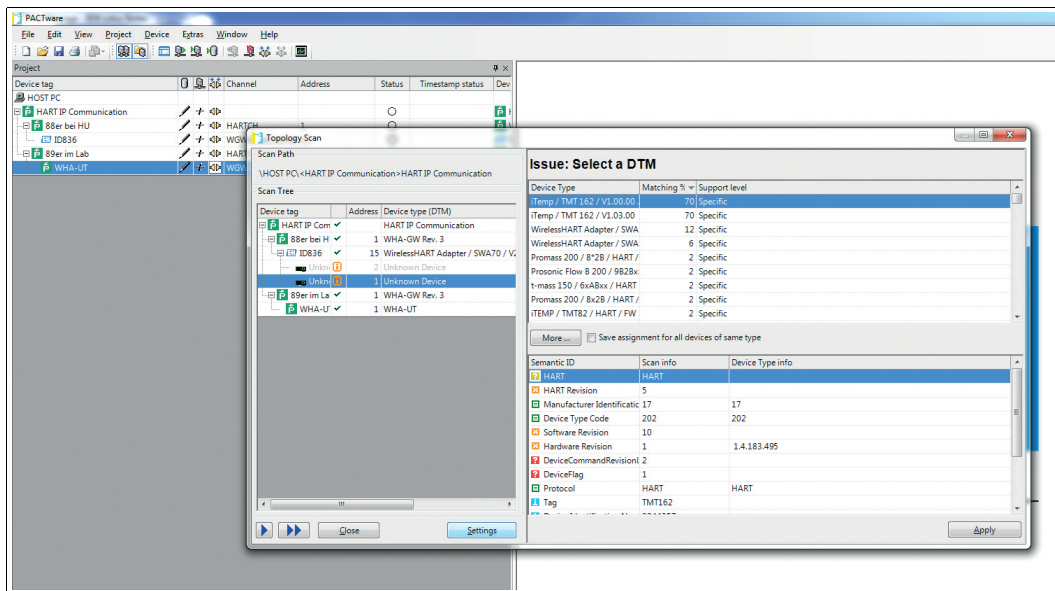 PACTware
File Edit View Project Device Extras Window Help
Project
Device tag Channel Address Status Timestamp status Dev
HOST PC
HART IP Communication
88er bei HU HARTCH 1
ID836 WGW
89er im Lab HART
WHA-UT WGW
Topology Scan
Scan Path
\HOST PC\<HART IP Communication>HART IP Communication
Scan Tree
Device tag Address Device type (DTM)
HART IP Com HART IP Communication
88er bei H 1 WHA-GW Rev. 3
ID836 15 WirelessHART Adapter / SWA70 / V2
Unkn 2 Unknown Device
Unkn 1 Unknown Device
89er im La 1 WHA-GW Rev. 3
WHA-U 1 WHA-UT
Close Settings
Issue: Select a DTM
Device Type Matching % Support level
iTemp / TMT 162 / V1.00.00 70 Specific
iTemp / TMT 162 / V1.03.00 70 Specific
WirelessHART Adapter / SWA 12 Specific
WirelessHART Adapter / SWA 6 Specific
Promass 200 / 8*2B / HART / 2 Specific
Prosonic Flow B 200 / 9B2Bx 2 Specific
t-mass 150 / 6xABxx / HART 2 Specific
Promass 200 / 8x2B / HART / 2 Specific
iTEMP / TMT82 / HART / FW 2 Specific
More ... Save assignment for all devices of same type
Semantic ID Scan info Device Type info
HART HART
HART Revision 5
Manufacturer Identificatic 17 17
Device Type Code 202 202
Software Revision 10
Hardware Revision 1 1.4.183.495
DeviceCommandRevisionL 2
DeviceFlag 1
Protocol HART HART
Tag TMT162
Apply